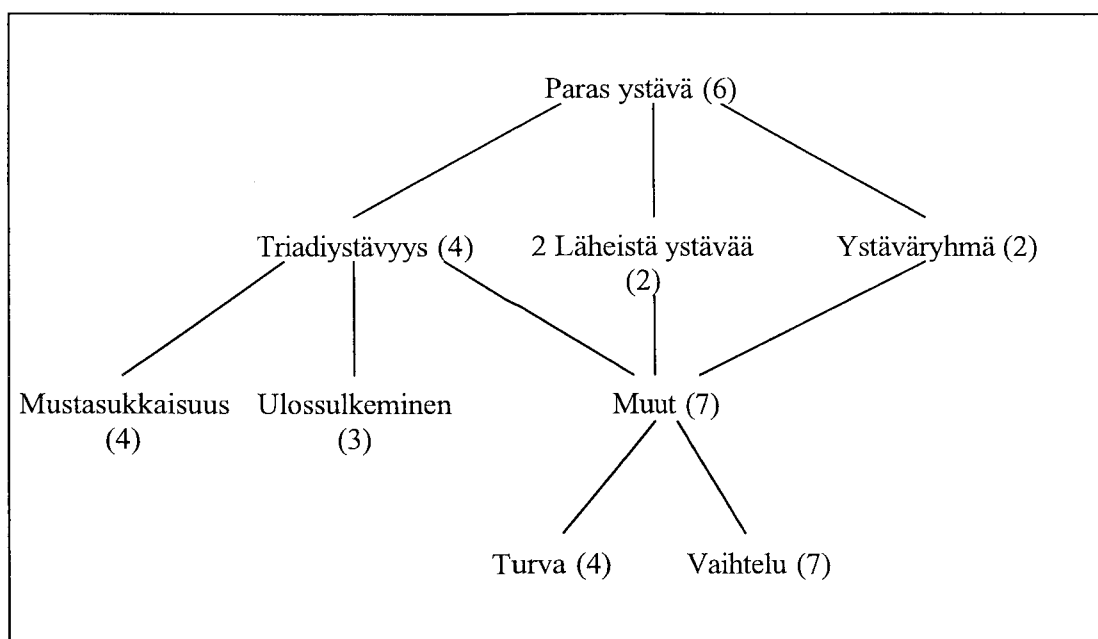 Paras ystävä (6)
Triadiystävyys (4)
2 Läheistä ystävää
(2)
Ystäväryhmä (2)
Mustasukkaisuus
(4)
Ulossulkeminen
(3)
Muut (7)
Turva (4)
Vaihtelu (7)